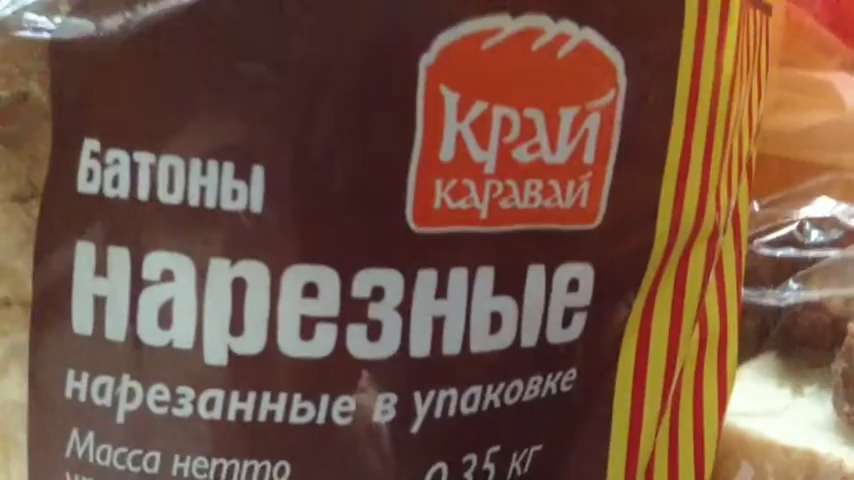 край
каравай
Батоны
нарезные
нарезанные в упаковке
Масса нетто 0,35 кг